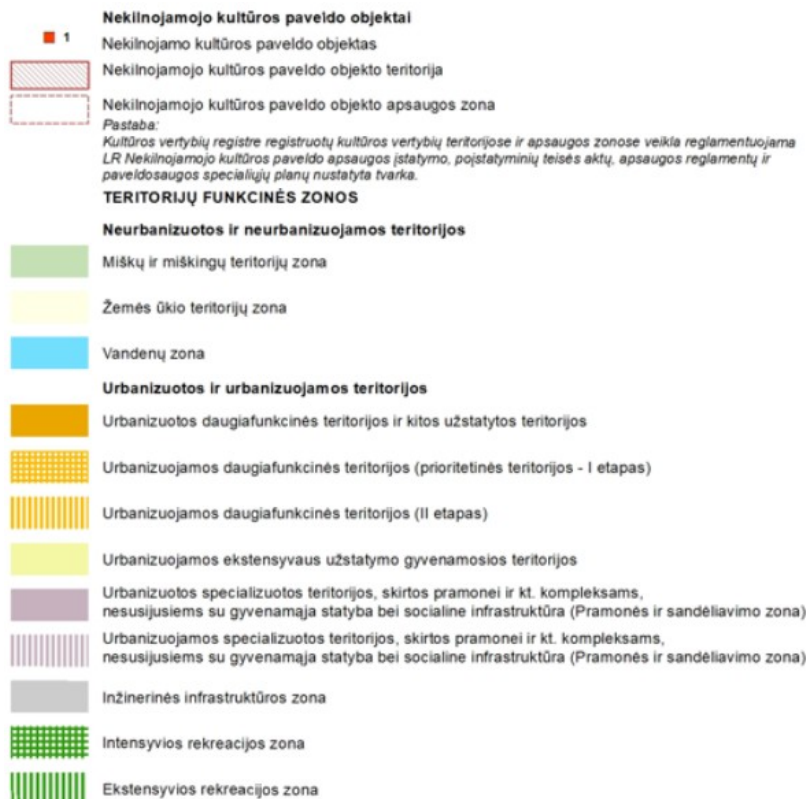 Nekilnojamojo kultūros paveldo objektai
1 Nekilnojamo kultūros paveldo objektas
Nekilnojamojo kultūros paveldo objekto teritorija
Nekilnojamojo kultūros paveldo objekto apsaugos zona
Pastaba:
Kultūros vertybių registre registruotų kultūros vertybių teritorijose ir apsaugos zonose veikla reglamentuojama
LR Nekilnojamojo kultūros paveldo apsaugos įstatymo, poįstatyminių teisės aktų, apsaugos reglamentų ir
paveldosaugos specialiųjų planų nustatyta tvarka.
TERITORIJŲ FUNKCINĖS ZONOS
Neurbanizuotos ir neurbanizuojamos teritorijos
Miškų ir miškingų teritorijų zona
Žemės ūkio teritorijų zona
Vandenų zona
Urbanizuotos ir urbanizuojamos teritorijos
Urbanizuotos daugiafunkcinės teritorijos ir kitos užstatytos teritorijos
Urbanizuojamos daugiafunkcinės teritorijos (prioritetinės teritorijos - I etapas)
Urbanizuojamos daugiafunkcinės teritorijos (II etapas)
Urbanizuojamos ekstensyvaus užstatymo gyvenamosios teritorijos
Urbanizuotos specializuotos teritorijos, skirtos pramonei ir kt. kompleksams,
nesusijusiems su gyvenamąja statyba bei socialine infrastruktūra (Pramonės ir sandėliavimo zona)
Urbanizuojamos specializuotos teritorijos, skirtos pramonei ir kt. kompleksams,
nesusijusiems su gyvenamąja statyba bei socialine infrastruktūra (Pramonės ir sandėliavimo zona)
Inžinerinės infrastruktūros zona
Intensyvios rekreacijos zona
Ekstensyvios rekreacijos zona